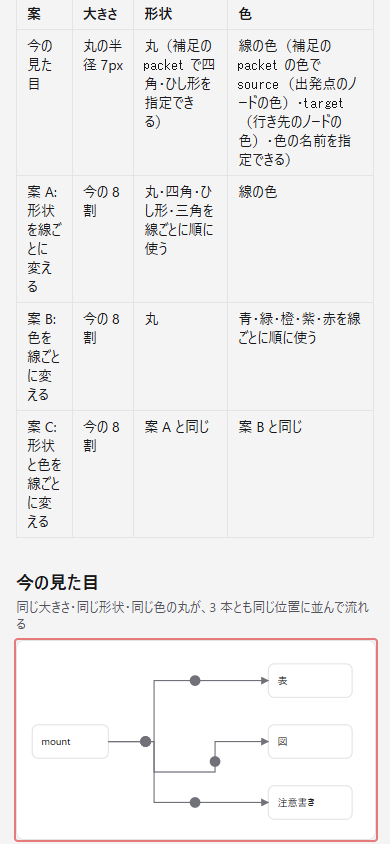 案 大きさ 形状 色
今の
見た
目
丸の半
径 7px
丸（補足の
packet で四
角・ひし形を
指定でき
る）
線の色（補足の
packet の色で
source（出発点のノ
ードの色）・target
（行き先のノードの
色）・色の名前を指
定できる）
案 A:
形状
を線ご
とに
変え
る
今の 8
割
丸・四角・ひ
し形・三角を
線ごとに順に
使う
線の色
案 B:
色を
線ごと
に変
える
今の 8
割
丸
青・緑・橙・紫・赤を線
ごとに順に使う
案 C:
形状
と色を
線ごと
に変
える
今の 8
割
案 A と同じ
案 B と同じ
今の見た目
同じ大きさ・同じ形状・同じ色の丸が、3 本とも同じ位置に並んで流れ
る
mount
表
図
注意書き